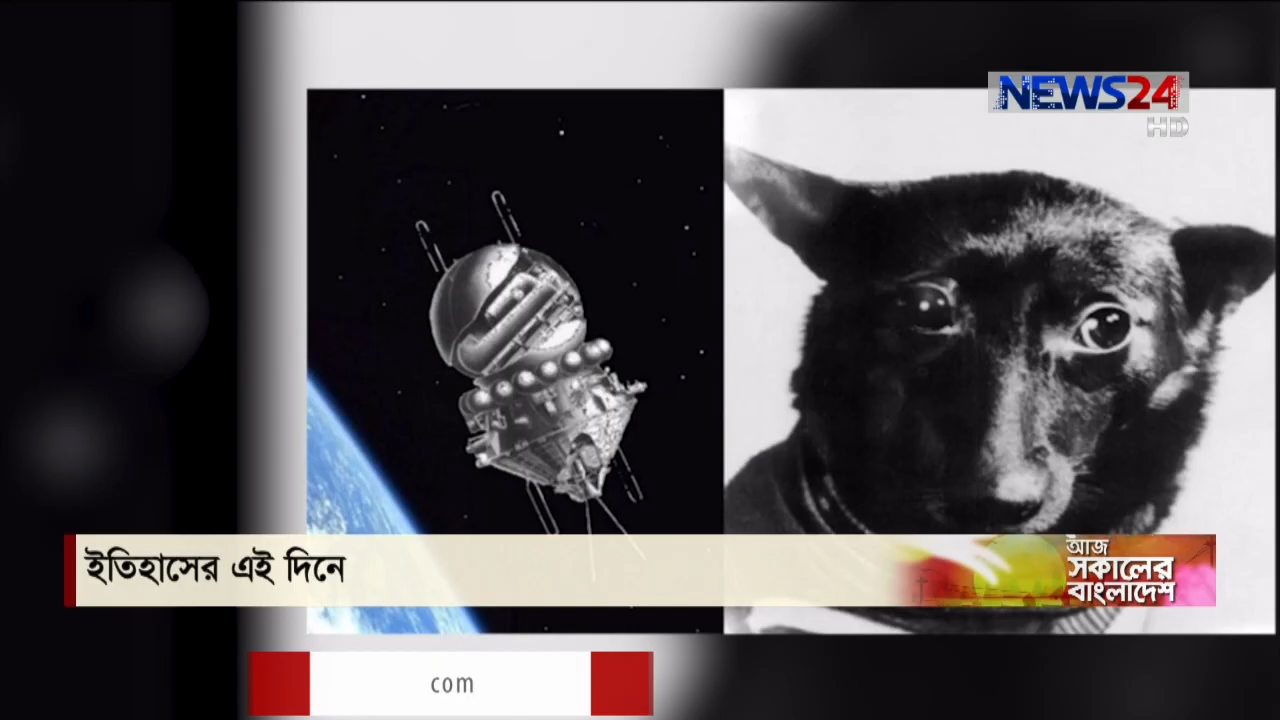 NEWS24
HD
ইতিহাসের এই দিনে
আজ
সকালের
বাংলাদেশ
com